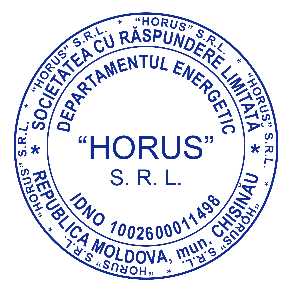 "HORUS" S.R.L. * "HORUS" S.R.L. * "HORUS" S.R.L. * "HORUS" S.R.L. * "HORUS" S.R.L. * "HORUS" S.R.L. *
* SOCIETATEA CU RĂSPUNDERE LIMITATĂ *
REPUBLICA MOLDOVA, mun. CHIȘINĂU
DEPARTAMENTUL ENERGETIC
"HORUS"
S. R. L.
IDNO 1002600011498